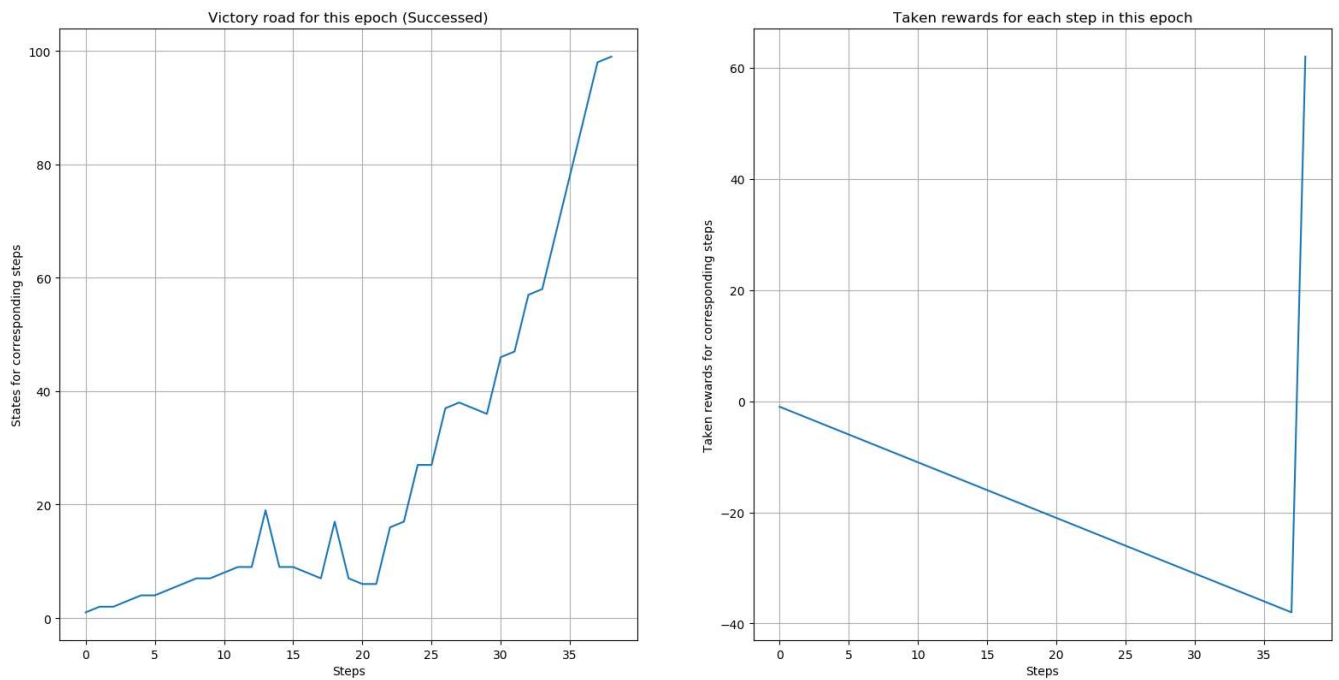 Victory road for this epoch (Successed)
States for corresponding steps
100
80
60
40
20
0
0 5 10 15 20 25 30 35
Steps
Taken rewards for each step in this epoch
Taken rewards for corresponding steps
60
40
20
0
−20
−40
0 5 10 15 20 25 30 35
Steps